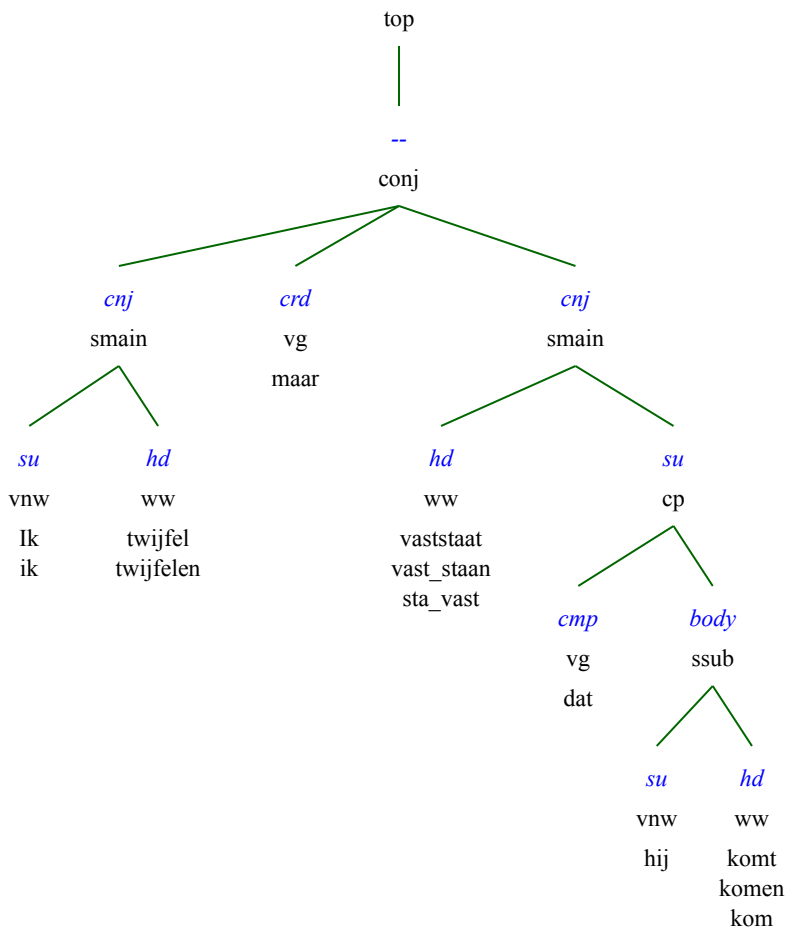 top
--
conj
cnj crd cnj
smain vg smain
maar
su hd hd su
vnw ww ww cp
Ik twijfel vaststaat
ik twijfelen vast_staan
sta_vast
cmp body
vg ssub
dat
su hd
vnw ww
hij komt
komen
kom